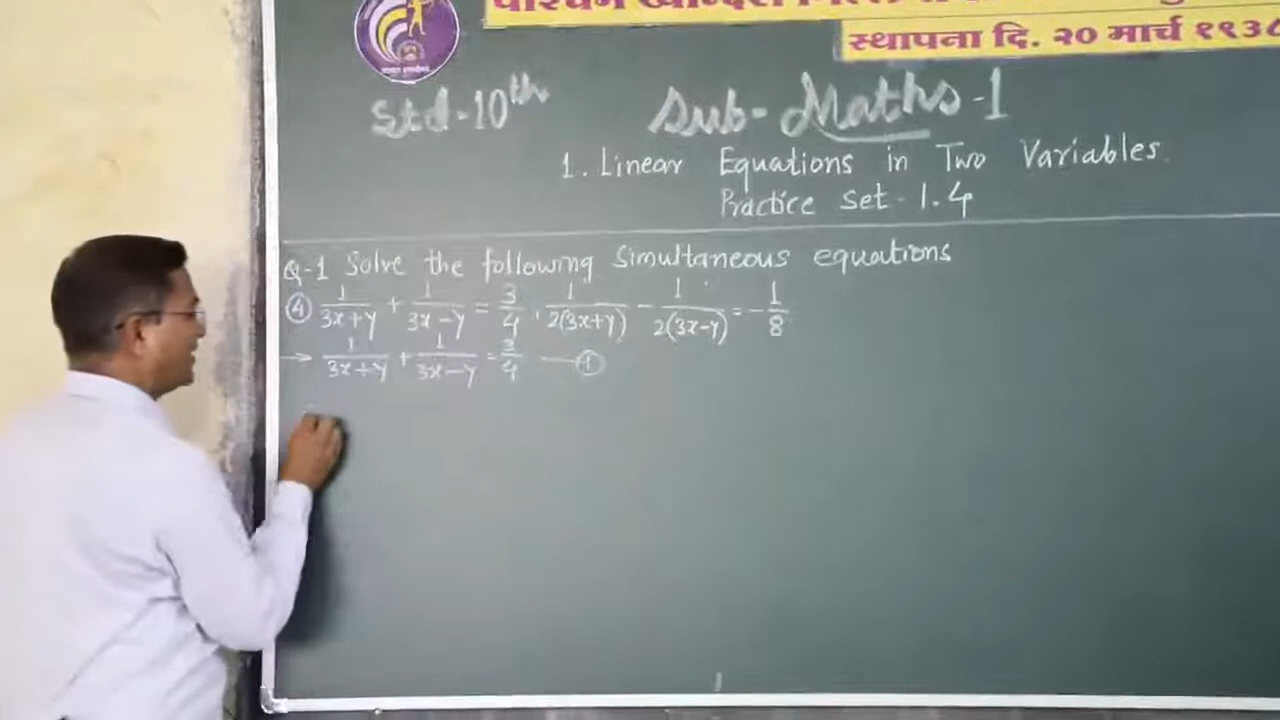 स्थापना दि. २० मार्च १९३८
Std-10th Sub- Maths-1
1. Linear Equations in Two Variables.
Practice set - 1.4
Q-1 Solve the following Simultaneous equations
④ 1/(3x+y) + 1/(3x-y) = 3/4, 1/(2(3x+y)) - 1/(2(3x-y)) = -1/8
→ 1/(3x+y) + 1/(3x-y) = 3/4 —①